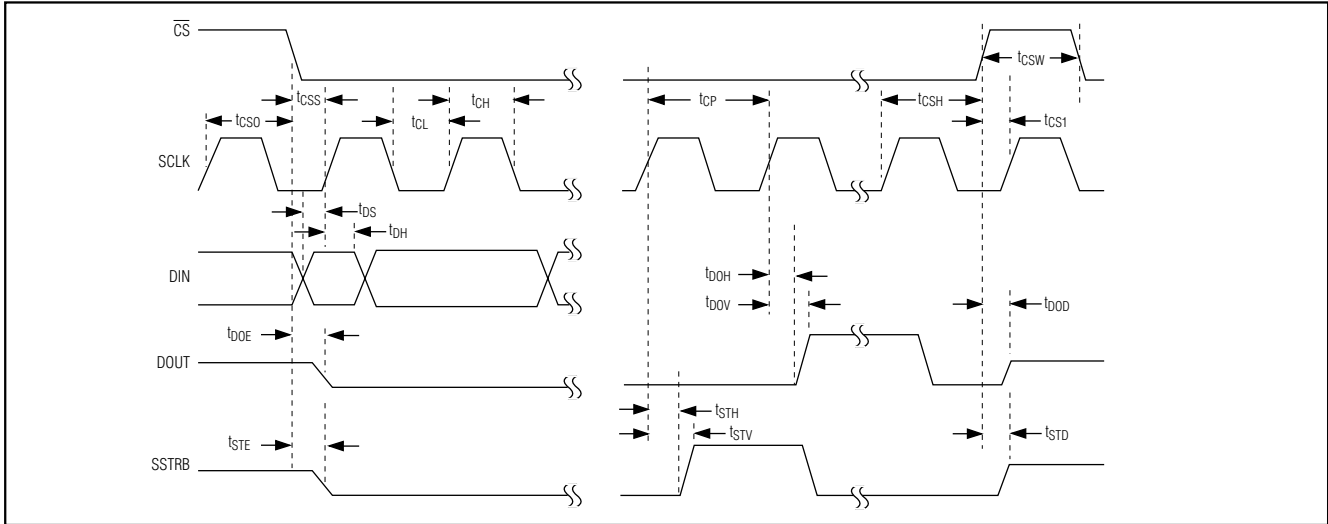 C̅S̅
tCSW
tCSS
tCH
tCP
tCSH
tCSO
tCL
tCS1
SCLK
tDS
tDH
DIN
tDOH
tDOV
tDOD
tDOE
DOUT
tSTH
tSTE
tSTV
tSTD
SSTRB